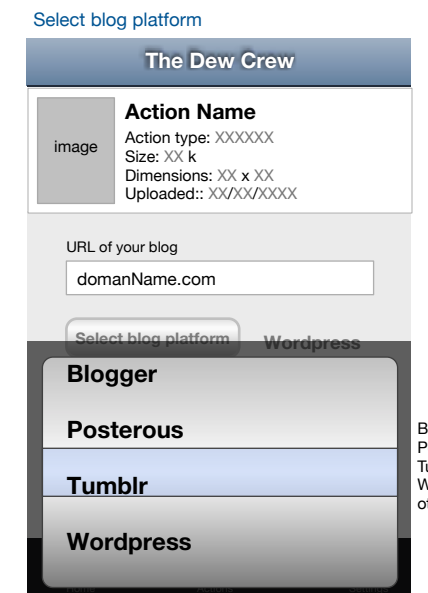 Select blog platform
The Dew Crew
image
Action Name
Action type: XXXXXX
Size: XX k
Dimensions: XX x XX
Uploaded:: XX/XX/XXXX
URL of your blog
domanName.com
Select blog platform
Wordpress
Blogger
Posterous
Tumblr
Wordpress